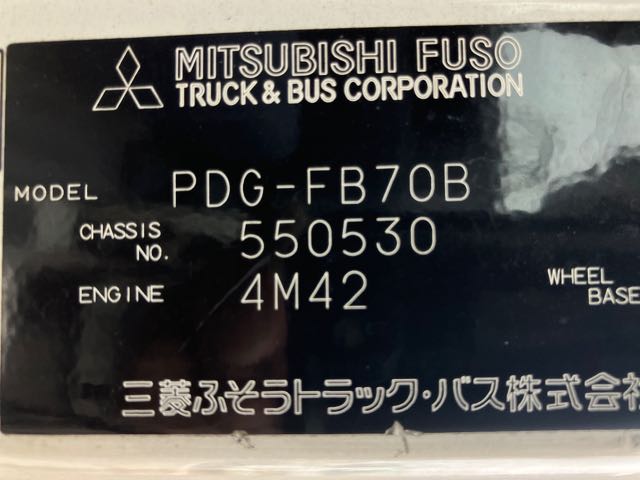 MITSUBISHI FUSO
TRUCK & BUS CORPORATION
MODEL PDG-FB70B
CHASSIS NO. 550530
ENGINE 4M42
WHEEL BASE
三菱ふそうトラック・バス株式会社